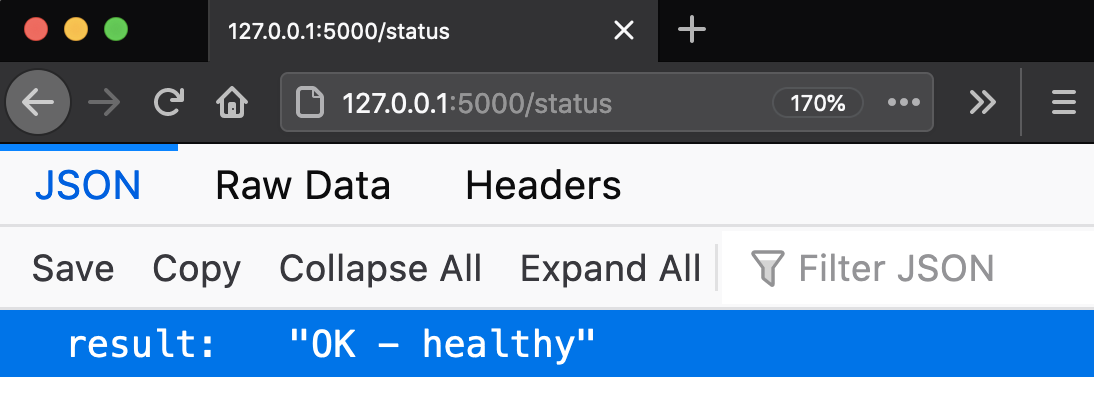 127.0.0.1:5000/status
127.0.0.1:5000/status 170%
JSON Raw Data Headers
Save Copy Collapse All Expand All Filter JSON
result: "OK - healthy"